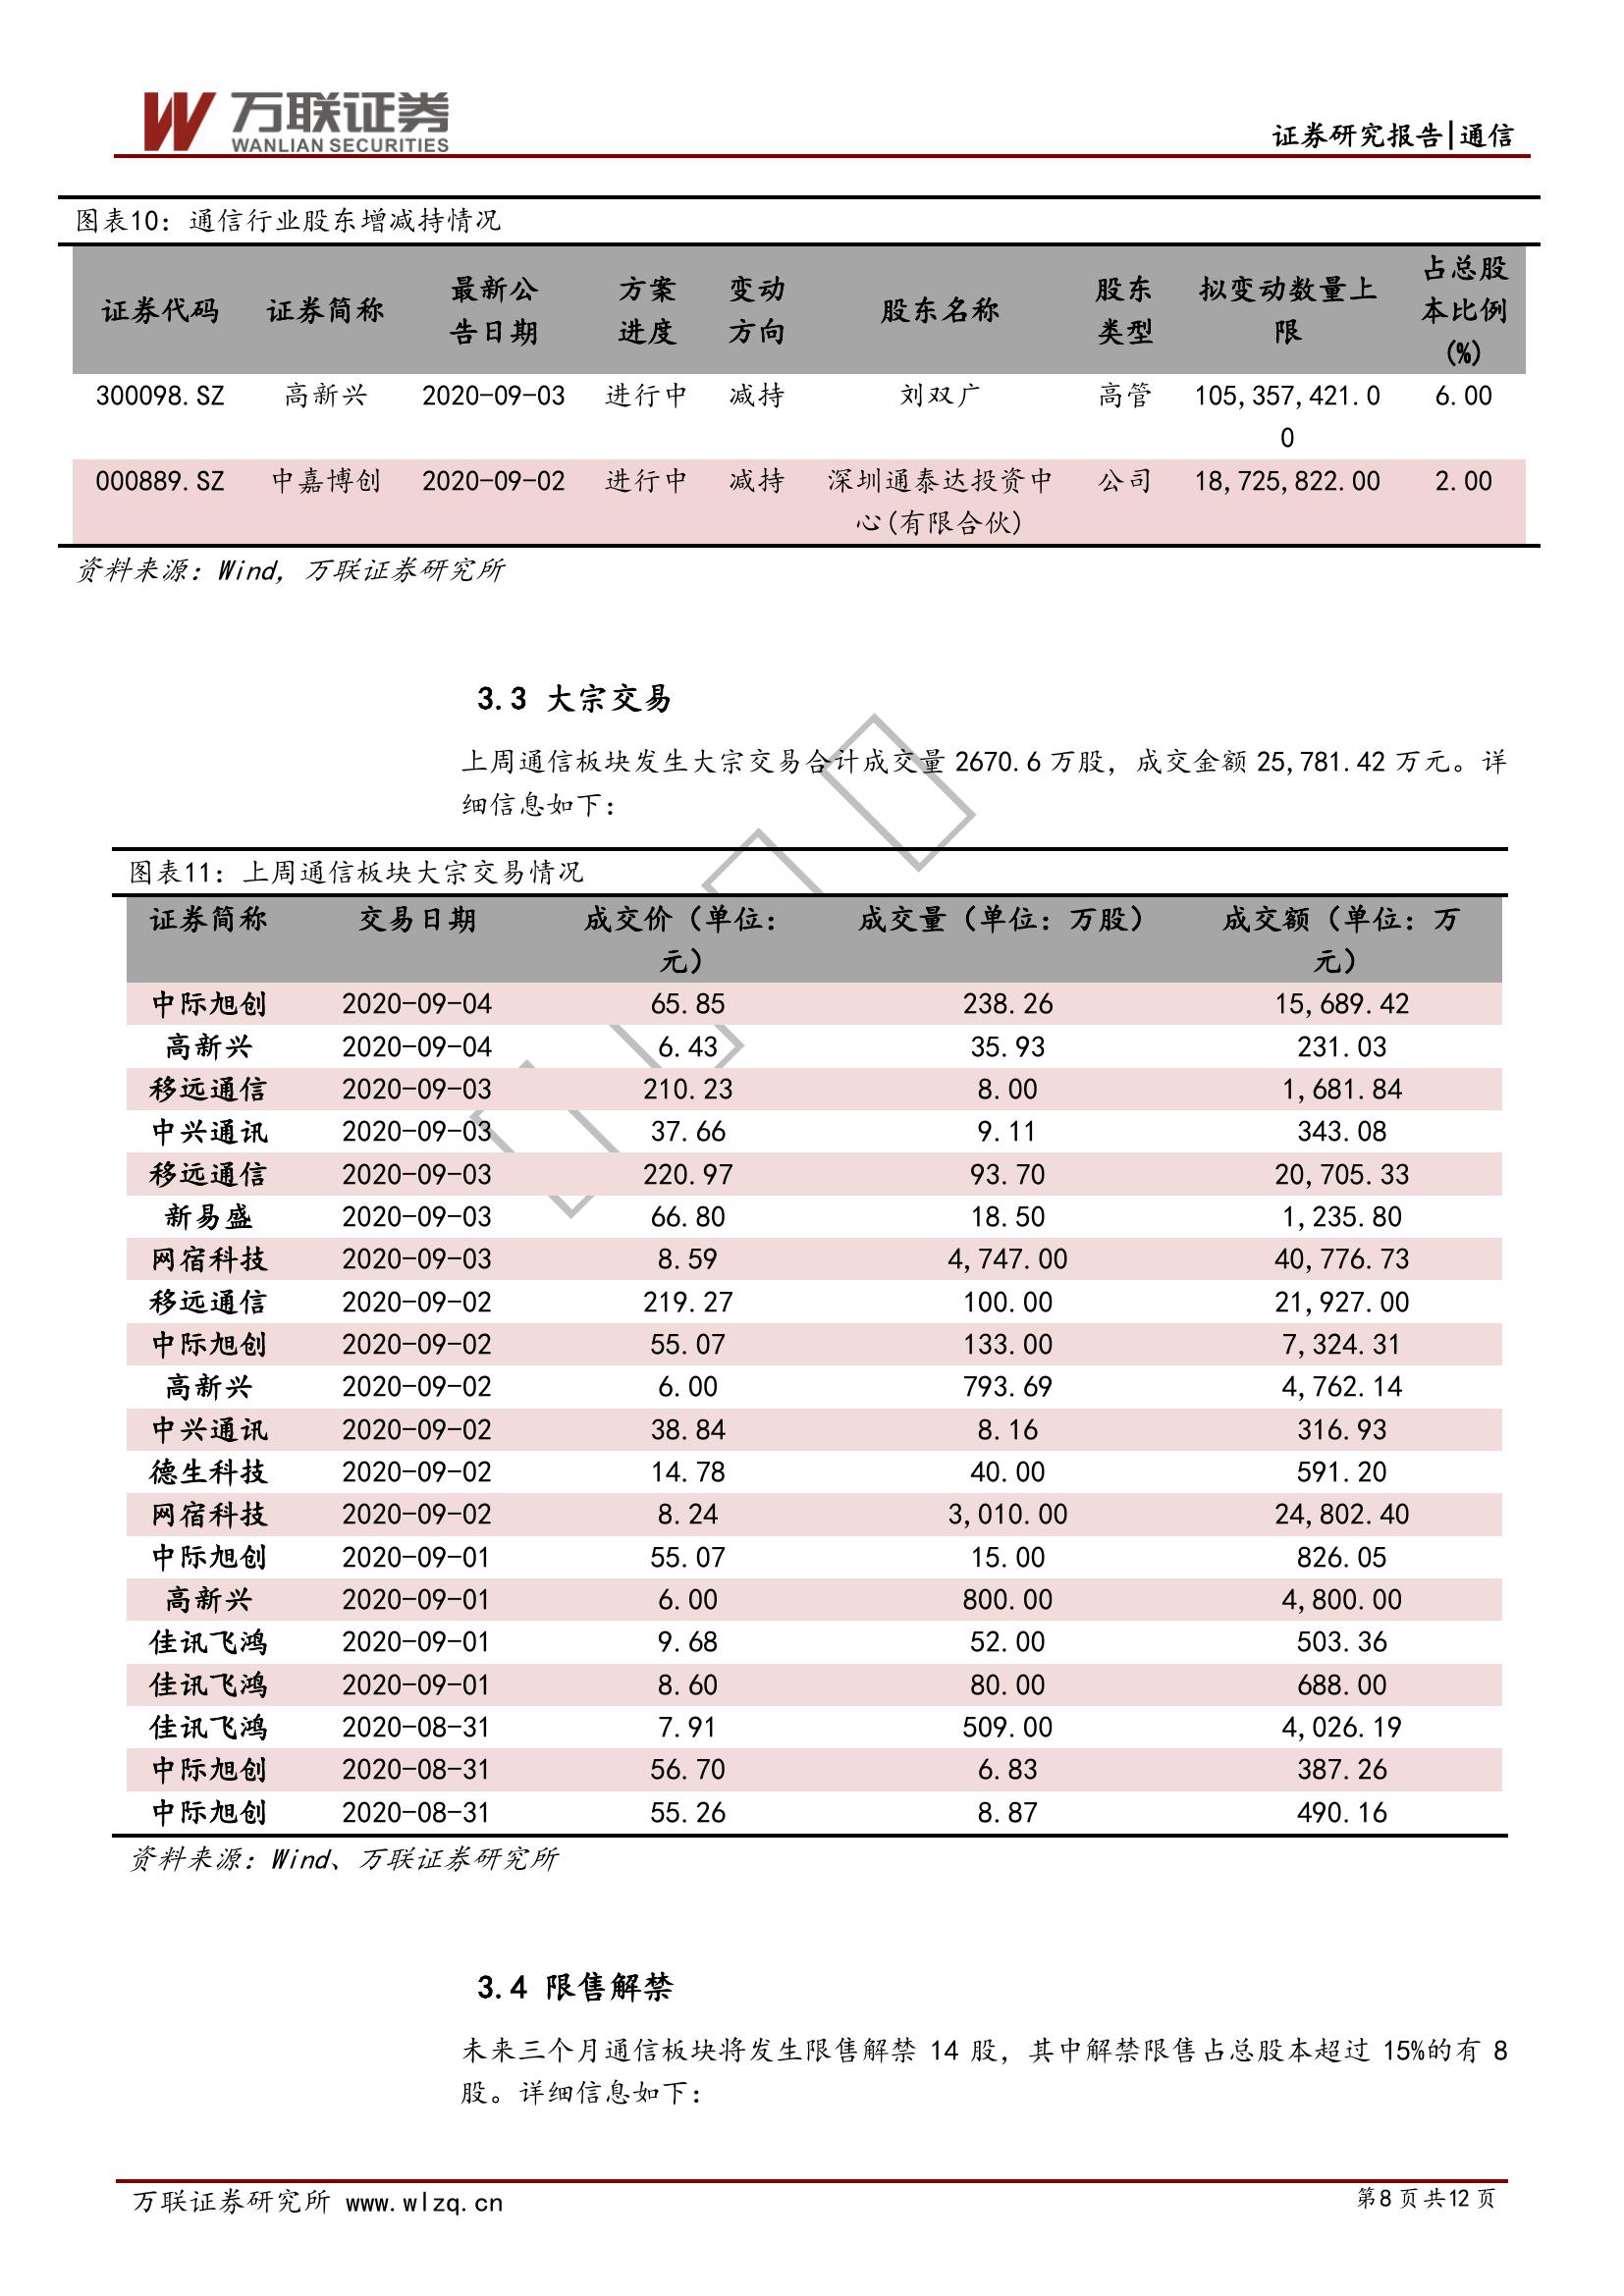 万联证券
WANLIAN SECURITIES
证券研究报告|通信
图表10：通信行业股东增减持情况
证券代码 证券简称 最新公告日期 方案进度 变动方向 股东名称 股东类型 拟变动数量上限 占总股本比例(%)
300098.SZ 高新兴 2020-09-03 进行中 减持 刘双广 高管 105,357,421.00 6.00
000889.SZ 中嘉博创 2020-09-02 进行中 减持 深圳通泰达投资中心(有限合伙) 公司 18,725,822.00 2.00
资料来源：Wind，万联证券研究所
3.3 大宗交易
上周通信板块发生大宗交易合计成交量 2670.6 万股，成交金额 25,781.42 万元。详
细信息如下：
图表11：上周通信板块大宗交易情况
证券简称 交易日期 成交价（单位：元） 成交量（单位：万股） 成交额（单位：万元）
中际旭创 2020-09-04 65.85 238.26 15,689.42
高新兴 2020-09-04 6.43 35.93 231.03
移远通信 2020-09-03 210.23 8.00 1,681.84
中兴通讯 2020-09-03 37.66 9.11 343.08
移远通信 2020-09-03 220.97 93.70 20,705.33
新易盛 2020-09-03 66.80 18.50 1,235.80
网宿科技 2020-09-03 8.59 4,747.00 40,776.73
移远通信 2020-09-02 219.27 100.00 21,927.00
中际旭创 2020-09-02 55.07 133.00 7,324.31
高新兴 2020-09-02 6.00 793.69 4,762.14
中兴通讯 2020-09-02 38.84 8.16 316.93
德生科技 2020-09-02 14.78 40.00 591.20
网宿科技 2020-09-02 8.24 3,010.00 24,802.40
中际旭创 2020-09-01 55.07 15.00 826.05
高新兴 2020-09-01 6.00 800.00 4,800.00
佳讯飞鸿 2020-09-01 9.68 52.00 503.36
佳讯飞鸿 2020-09-01 8.60 80.00 688.00
佳讯飞鸿 2020-08-31 7.91 509.00 4,026.19
中际旭创 2020-08-31 56.70 6.83 387.26
中际旭创 2020-08-31 55.26 8.87 490.16
资料来源：Wind、万联证券研究所
3.4 限售解禁
未来三个月通信板块将发生限售解禁 14 股，其中解禁限售占总股本超过 15%的有 8
股。详细信息如下：
万联证券研究所 www.wlzq.cn
第8页共12页